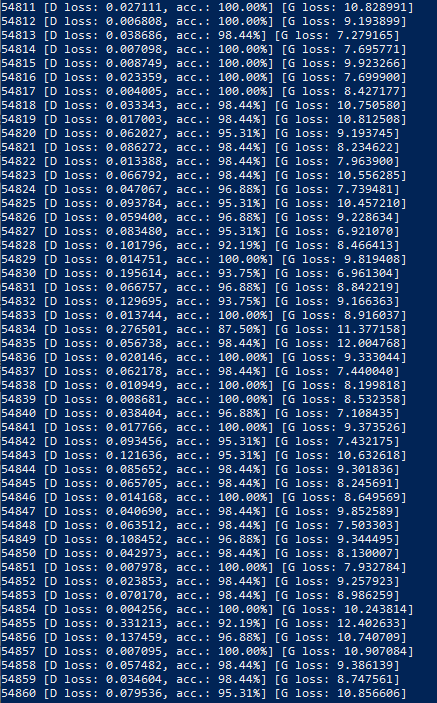 54811 [D loss: 0.027111, acc.: 100.00%] [G loss: 10.828991]
54812 [D loss: 0.006808, acc.: 100.00%] [G loss: 9.193899]
54813 [D loss: 0.038686, acc.: 98.44%] [G loss: 7.279165]
54814 [D loss: 0.007098, acc.: 100.00%] [G loss: 7.695771]
54815 [D loss: 0.008749, acc.: 100.00%] [G loss: 9.923266]
54816 [D loss: 0.023359, acc.: 100.00%] [G loss: 7.699900]
54817 [D loss: 0.004005, acc.: 100.00%] [G loss: 8.427177]
54818 [D loss: 0.033343, acc.: 98.44%] [G loss: 10.750580]
54819 [D loss: 0.017003, acc.: 98.44%] [G loss: 10.812508]
54820 [D loss: 0.062027, acc.: 95.31%] [G loss: 9.193745]
54821 [D loss: 0.086272, acc.: 98.44%] [G loss: 8.234622]
54822 [D loss: 0.013388, acc.: 98.44%] [G loss: 7.963900]
54823 [D loss: 0.066792, acc.: 98.44%] [G loss: 10.556285]
54824 [D loss: 0.047067, acc.: 96.88%] [G loss: 7.739481]
54825 [D loss: 0.093784, acc.: 95.31%] [G loss: 10.457210]
54826 [D loss: 0.059400, acc.: 96.88%] [G loss: 9.228634]
54827 [D loss: 0.083480, acc.: 95.31%] [G loss: 6.921070]
54828 [D loss: 0.101796, acc.: 92.19%] [G loss: 8.466413]
54829 [D loss: 0.014751, acc.: 100.00%] [G loss: 9.819408]
54830 [D loss: 0.195614, acc.: 93.75%] [G loss: 6.961304]
54831 [D loss: 0.066757, acc.: 96.88%] [G loss: 8.842219]
54832 [D loss: 0.129695, acc.: 93.75%] [G loss: 9.166363]
54833 [D loss: 0.013744, acc.: 100.00%] [G loss: 8.916037]
54834 [D loss: 0.276501, acc.: 87.50%] [G loss: 11.377158]
54835 [D loss: 0.056738, acc.: 98.44%] [G loss: 12.004768]
54836 [D loss: 0.020146, acc.: 100.00%] [G loss: 9.333044]
54837 [D loss: 0.062178, acc.: 98.44%] [G loss: 7.440040]
54838 [D loss: 0.010949, acc.: 100.00%] [G loss: 8.199818]
54839 [D loss: 0.008681, acc.: 100.00%] [G loss: 8.532358]
54840 [D loss: 0.038404, acc.: 96.88%] [G loss: 7.108435]
54841 [D loss: 0.017766, acc.: 100.00%] [G loss: 9.373526]
54842 [D loss: 0.093456, acc.: 95.31%] [G loss: 7.432175]
54843 [D loss: 0.121636, acc.: 95.31%] [G loss: 10.632618]
54844 [D loss: 0.085652, acc.: 98.44%] [G loss: 9.301836]
54845 [D loss: 0.065705, acc.: 98.44%] [G loss: 8.245691]
54846 [D loss: 0.014168, acc.: 100.00%] [G loss: 8.649569]
54847 [D loss: 0.040690, acc.: 98.44%] [G loss: 9.852589]
54848 [D loss: 0.063512, acc.: 98.44%] [G loss: 7.503303]
54849 [D loss: 0.108452, acc.: 96.88%] [G loss: 9.344495]
54850 [D loss: 0.042973, acc.: 98.44%] [G loss: 8.130007]
54851 [D loss: 0.007978, acc.: 100.00%] [G loss: 7.932784]
54852 [D loss: 0.023853, acc.: 98.44%] [G loss: 9.257923]
54853 [D loss: 0.070170, acc.: 98.44%] [G loss: 8.986259]
54854 [D loss: 0.004256, acc.: 100.00%] [G loss: 10.243814]
54855 [D loss: 0.331213, acc.: 92.19%] [G loss: 12.402633]
54856 [D loss: 0.137459, acc.: 96.88%] [G loss: 10.740709]
54857 [D loss: 0.007095, acc.: 100.00%] [G loss: 10.907084]
54858 [D loss: 0.057482, acc.: 98.44%] [G loss: 9.386139]
54859 [D loss: 0.034604, acc.: 98.44%] [G loss: 8.747561]
54860 [D loss: 0.079536, acc.: 95.31%] [G loss: 10.856606]